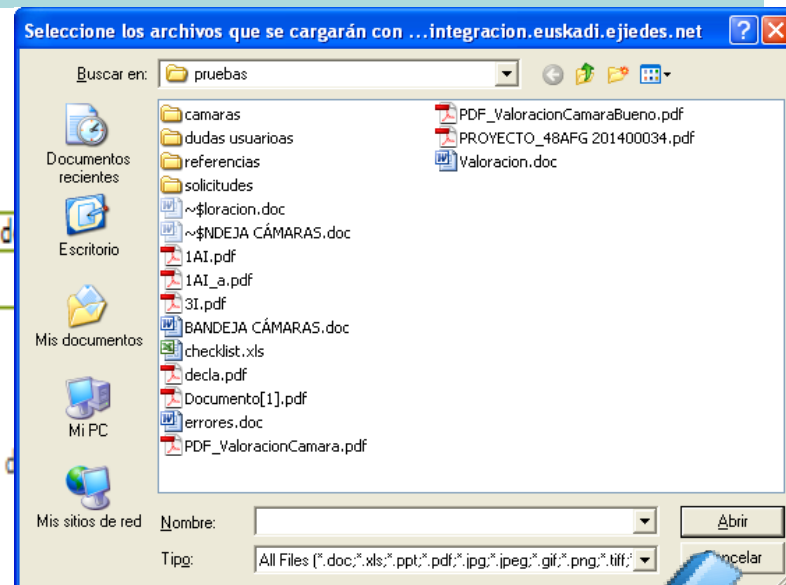 Seleccione los archivos que se cargarán con ...integracion.euskadi.ejiedes.net
Buscar en:
pruebas
Documentos
recientes
Escritorio
Mis documentos
Mi PC
Mis sitios de red
camaras
dudas usuarioas
referencias
solicitudes
~$loracion.doc
~$NDEJA CÁMARAS.doc
1AI.pdf
1AI_a.pdf
3I.pdf
BANDEJA CÁMARAS.doc
checklist.xls
decla.pdf
Documento[1].pdf
errores.doc
PDF_ValoracionCamara.pdf
PDF_ValoracionCamaraBueno.pdf
PROYECTO_48AFG 201400034.pdf
Valoracion.doc
Nombre:
Abrir
Tipo:
All Files (*.doc;*.xls;*.ppt;*.pdf;*.jpg;*.jpeg;*.gif;*.png;*.tiff;*
Cancelar